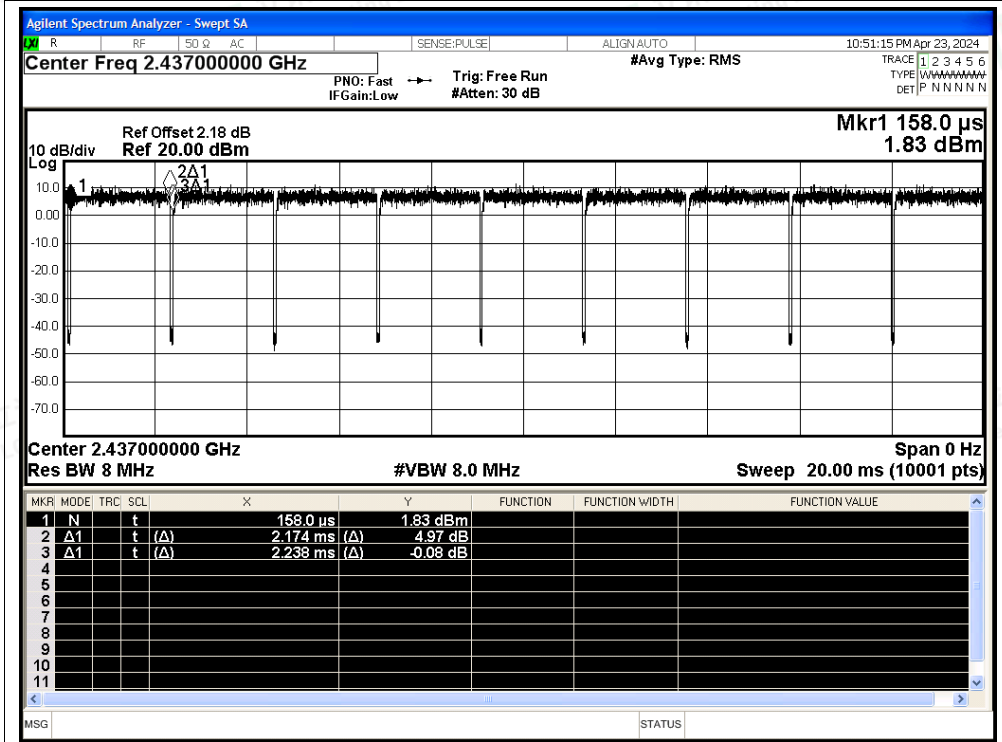 Agilent Spectrum Analyzer - Swept SA
LXI R RF 50 Ω AC SENSE:PULSE ALIGN AUTO 10:51:15 PM Apr 23, 2024
Center Freq 2.437000000 GHz #Avg Type: RMS TRACE 1 2 3 4 5 6
PNO: Fast Trig: Free Run TYPE WWWWWW
IFGain:Low #Atten: 30 dB DET P N N N N N
Mkr1 158.0 µs
Ref Offset 2.18 dB
10 dB/div Ref 20.00 dBm 1.83 dBm
Log
2Δ1
1 3Δ1
10.0
0.00
-10.0
-20.0
-30.0
-40.0
-50.0
-60.0
-70.0
Center 2.437000000 GHz Span 0 Hz
Res BW 8 MHz #VBW 8.0 MHz Sweep 20.00 ms (10001 pts)
MKR MODE TRC SCL X Y FUNCTION FUNCTION WIDTH FUNCTION VALUE
1 N t 158.0 µs 1.83 dBm
2 Δ1 t (Δ) 2.174 ms (Δ) 4.97 dB
3 Δ1 t (Δ) 2.238 ms (Δ) -0.08 dB
4
5
6
7
8
9
10
11
MSG STATUS